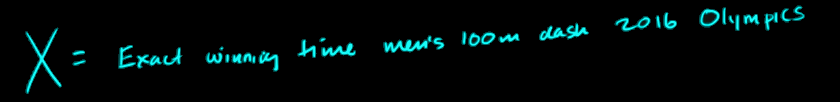 X = Exact winning time men's 100m dash 2016 Olympics